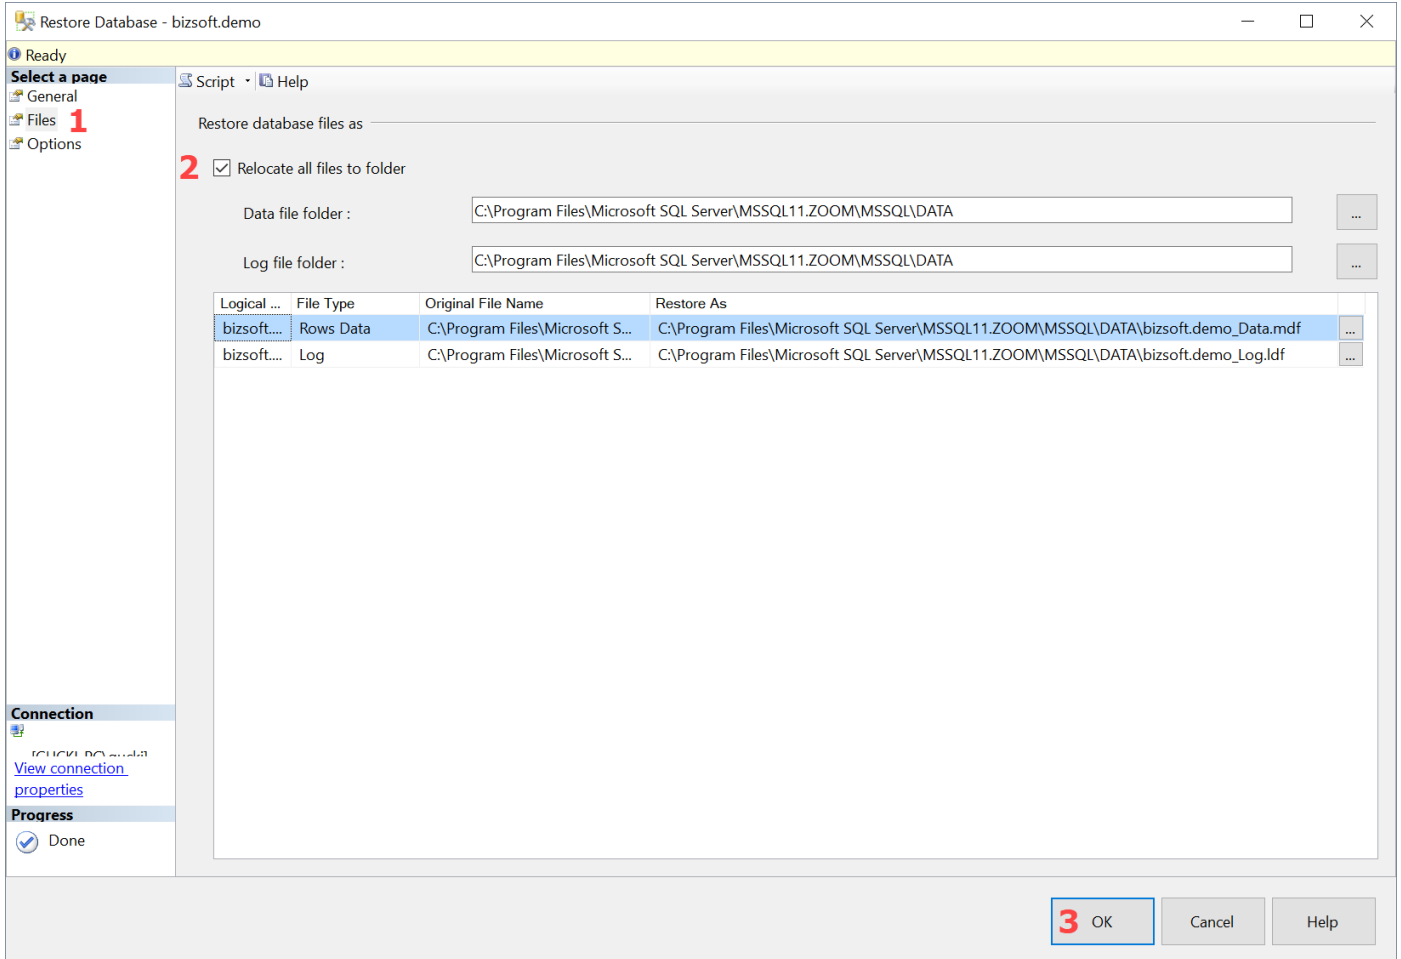 Restore Database - bizsoft.demo
Ready
Select a page
General
Files 1
Options
Script Help
Restore database files as
2 Relocate all files to folder
Data file folder : C:\Program Files\Microsoft SQL Server\MSSQL11.ZOOM\MSSQL\DATA ...
Log file folder : C:\Program Files\Microsoft SQL Server\MSSQL11.ZOOM\MSSQL\DATA ...
Logical ... File Type Original File Name Restore As
bizsoft.... Rows Data C:\Program Files\Microsoft S... C:\Program Files\Microsoft SQL Server\MSSQL11.ZOOM\MSSQL\DATA\bizsoft.demo_Data.mdf ...
bizsoft.... Log C:\Program Files\Microsoft S... C:\Program Files\Microsoft SQL Server\MSSQL11.ZOOM\MSSQL\DATA\bizsoft.demo_Log.ldf ...
Connection
View connection
properties
Progress
Done
3 OK Cancel Help